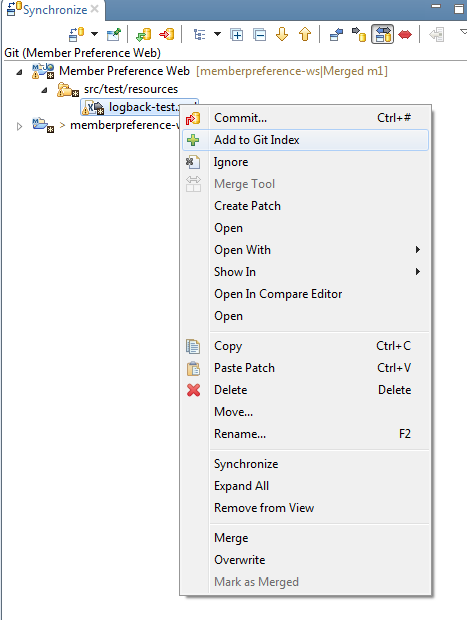 Synchronize
Git (Member Preference Web)
Member Preference Web [memberpreference-ws|Merged m1]
src/test/resources
logback-test.
> memberpreference-
Commit... Ctrl+#
Add to Git Index
Ignore
Merge Tool
Create Patch
Open
Open With
Show In
Open In Compare Editor
Open
Copy Ctrl+C
Paste Patch Ctrl+V
Delete Delete
Move...
Rename... F2
Synchronize
Expand All
Remove from View
Merge
Overwrite
Mark as Merged